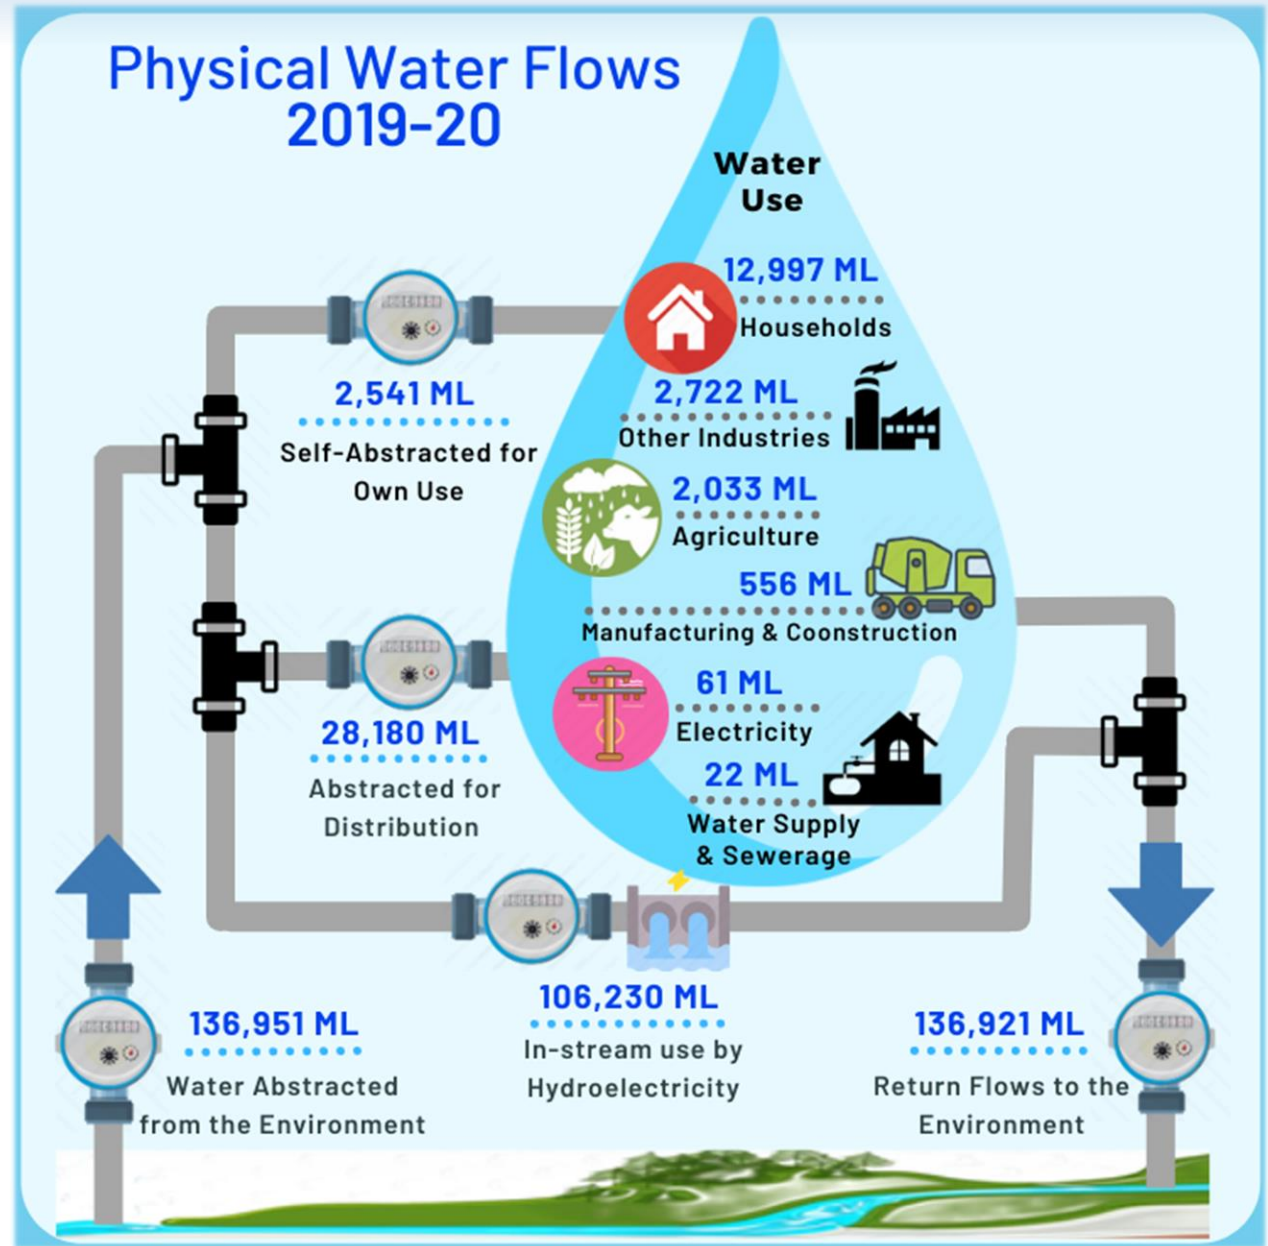 Physical Water Flows
2019-20
Water
Use
12,997 ML
Households
2,722 ML
Other Industries
2,033 ML
Agriculture
556 ML
Manufacturing & Coonstruction
61 ML
Electricity
22 ML
Water Supply
& Sewerage
2,541 ML
Self-Abstracted for
Own Use
28,180 ML
Abstracted for
Distribution
106,230 ML
In-stream use by
Hydroelectricity
136,951 ML
Water Abstracted
from the Environment
136,921 ML
Return Flows to the
Environment